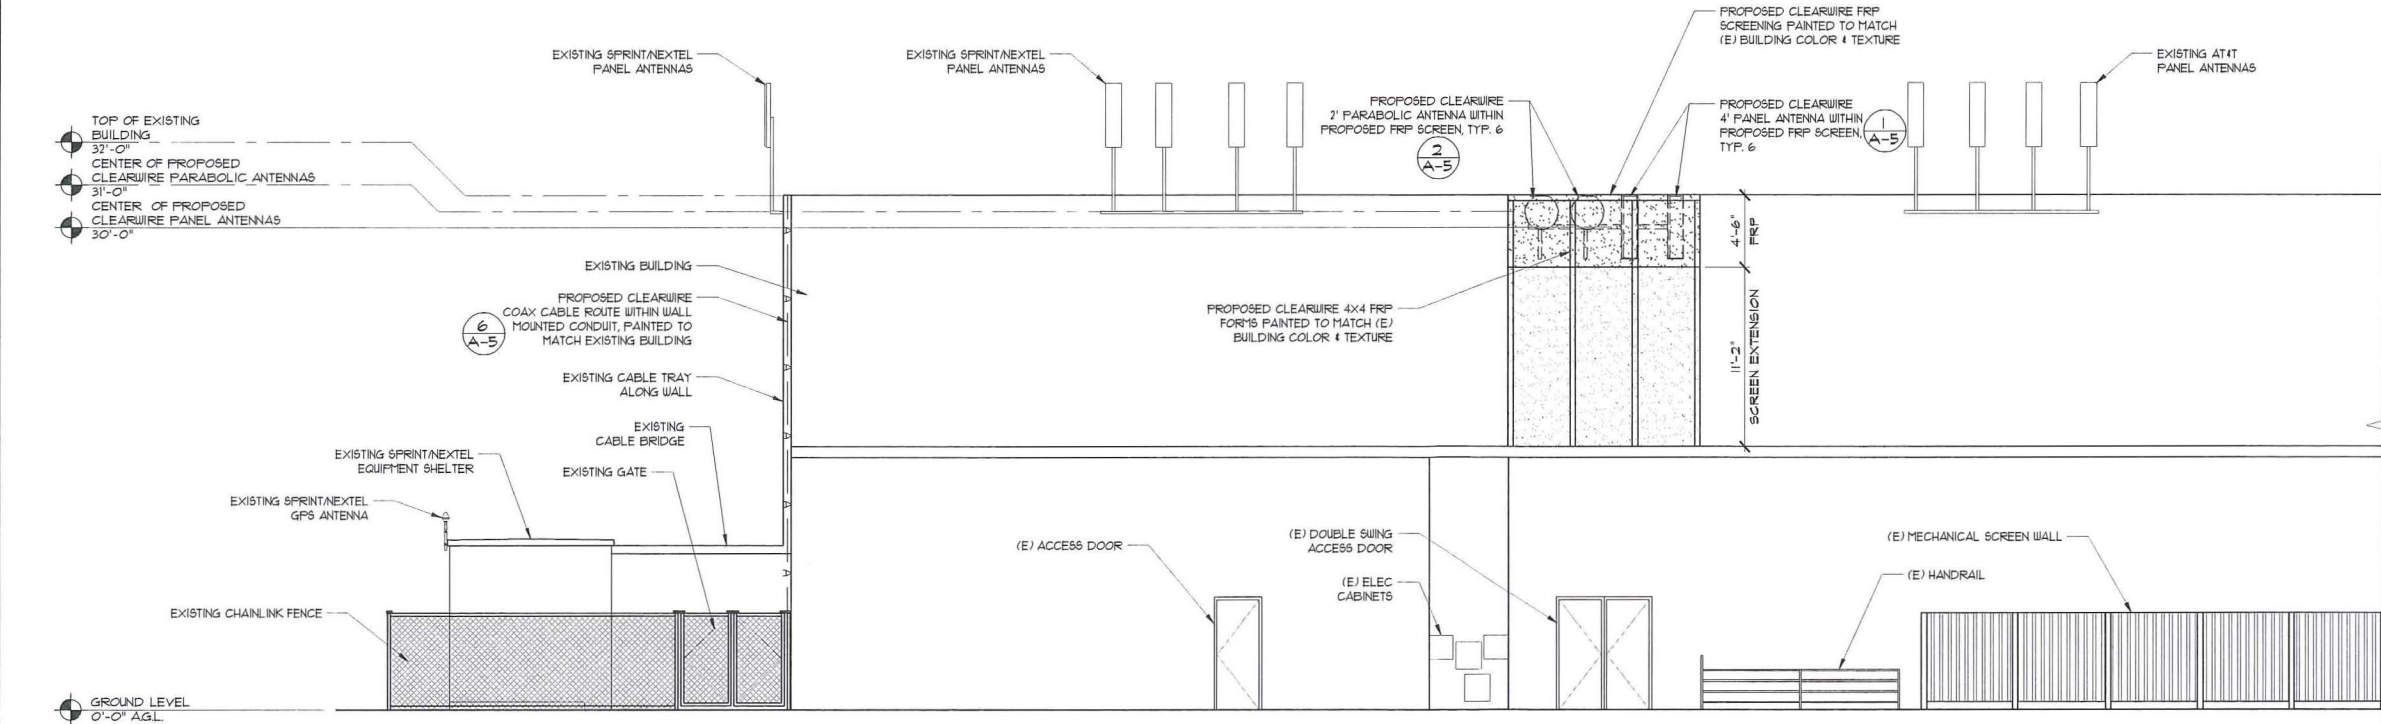 PROPOSED CLEARWIRE FRP
SCREENING PAINTED TO MATCH
(E) BUILDING COLOR & TEXTURE
EXISTING SPRINT/NEXTEL
PANEL ANTENNAS
EXISTING SPRINT/NEXTEL
PANEL ANTENNAS
EXISTING AT&T
PANEL ANTENNAS
PROPOSED CLEARWIRE
2' PARABOLIC ANTENNA WITHIN
PROPOSED FRP SCREEN, TYP. 6
2
A-5
PROPOSED CLEARWIRE
4' PANEL ANTENNA WITHIN
PROPOSED FRP SCREEN,
TYP. 6
1
A-5
TOP OF EXISTING
BUILDING
32'-0"
CENTER OF PROPOSED
CLEARWIRE PARABOLIC ANTENNAS
31'-0"
CENTER OF PROPOSED
CLEARWIRE PANEL ANTENNAS
30'-0"
4'-6"
FRP
EXISTING BUILDING
PROPOSED CLEARWIRE
COAX CABLE ROUTE WITHIN WALL
MOUNTED CONDUIT, PAINTED TO
MATCH EXISTING BUILDING
6
A-5
PROPOSED CLEARWIRE 4X4 FRP
FORMS PAINTED TO MATCH (E)
BUILDING COLOR & TEXTURE
11'-2"
SCREEN EXTENSION
EXISTING CABLE TRAY
ALONG WALL
EXISTING
CABLE BRIDGE
EXISTING SPRINT/NEXTEL
EQUIPMENT SHELTER
EXISTING GATE
EXISTING SPRINT/NEXTEL
GPS ANTENNA
(E) ACCESS DOOR
(E) DOUBLE SWING
ACCESS DOOR
(E) MECHANICAL SCREEN WALL
(E) ELEC
CABINETS
(E) HANDRAIL
EXISTING CHAINLINK FENCE
GROUND LEVEL
0'-0" A.G.L.